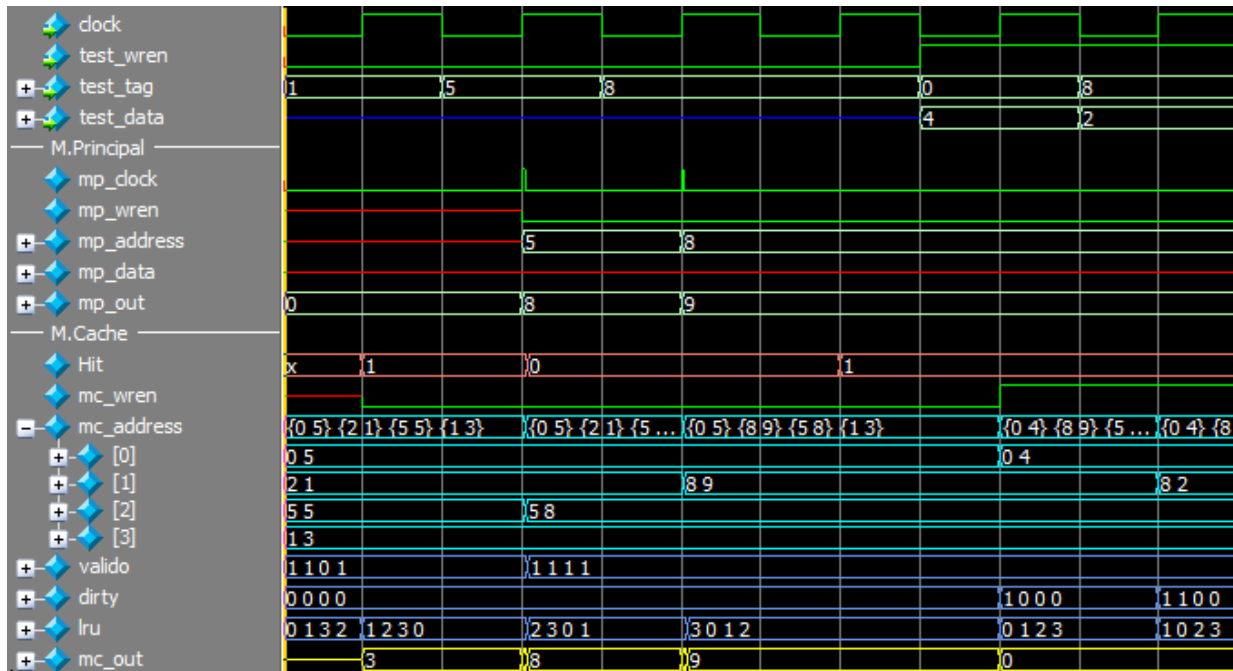 clock
test_wren
test_tag 1 5 8 0 8
test_data 4 2
M.Principal
mp_clock
mp_wren
mp_address 5 8
mp_data
mp_out 0 8 9
M.Cache
Hit x 1 0 1
mc_wren
mc_address {0 5} {2 1} {5 5} {1 3} {0 5} {2 1} {5 ... {0 5} {8 9} {5 8} {1 3} {0 4} {8 9} {5 ... {0 4} {8
[0] 0 5 0 4
[1] 2 1 8 9 8 2
[2] 5 5 5 8
[3] 1 3
valido 1 1 0 1 1 1 1 1
dirty 0 0 0 0 1 0 0 0 1 1 0 0
lru 0 1 3 2 1 2 3 0 2 3 0 1 3 0 1 2 0 1 2 3 1 0 2 3
mc_out 3 8 9 0